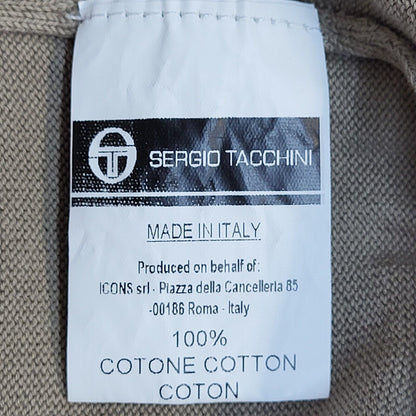 SERGIO TACCHINI
MADE IN ITALY
Produced on behalf of:
ICONS srl - Piazza della Cancelleria 85
-00186 Roma - Italy
100%
COTONE COTTON
COTON